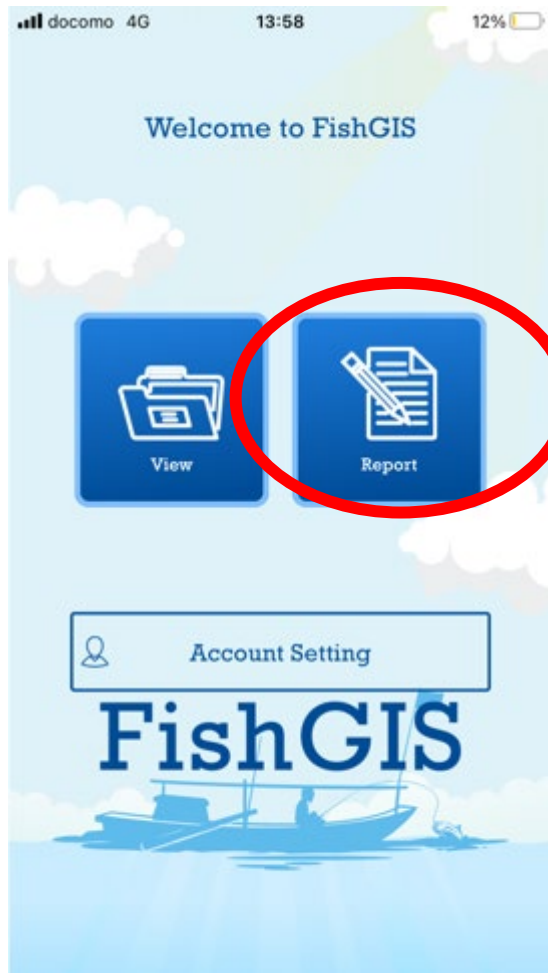 docomo 4G 13:58 12%
Welcome to FishGIS
View Report
Account Setting
FishGIS